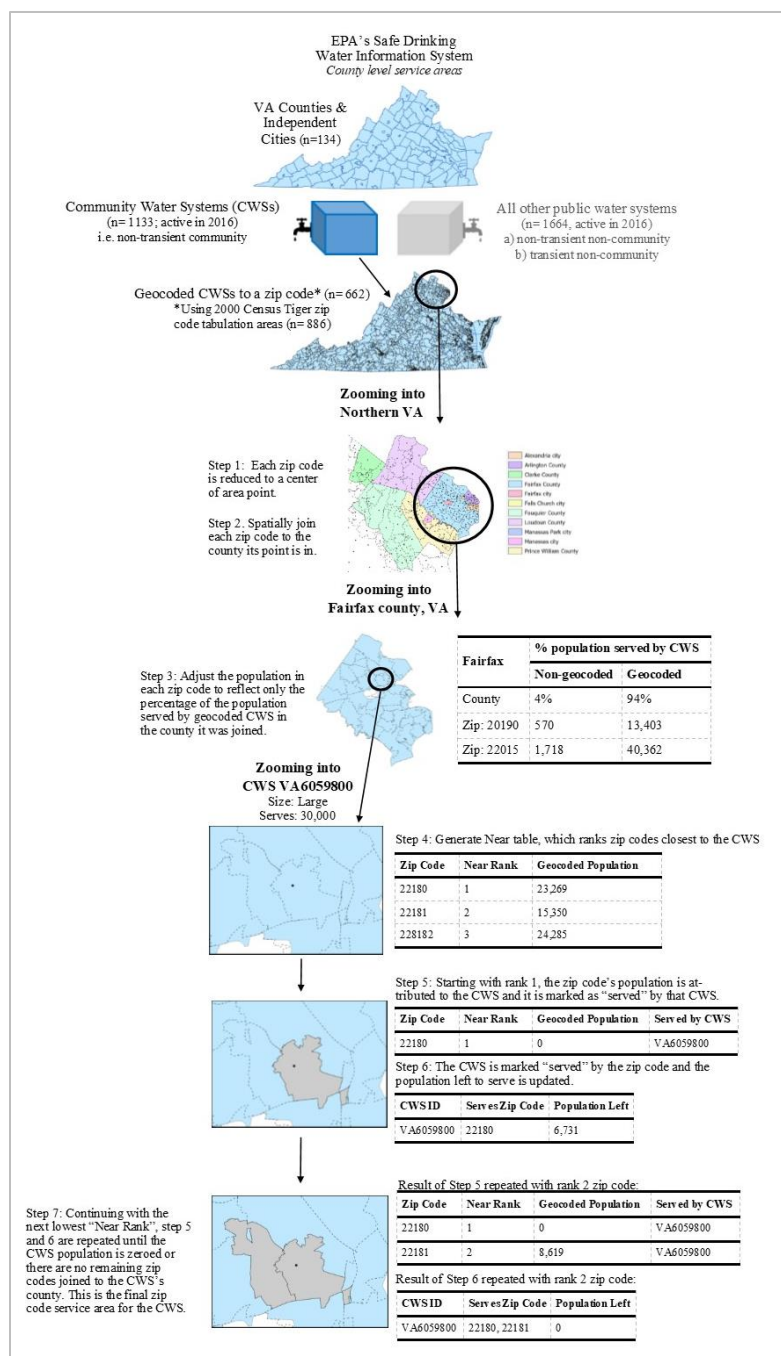 EPA's Safe Drinking
Water Information System
County level service areas
VA Counties &
Independent
Cities (n=134)
Community Water Systems (CWSs)
(n= 1133; active in 2016)
i.e. non-transient community
All other public water systems
(n= 1664, active in 2016)
a) non-transient non-community
b) transient non-community
Geocoded CWSs to a zip code* (n= 662)
*Using 2000 Census Tiger zip
code tabulation areas (n= 886)
Zooming into
Northern VA
Step 1: Each zip code
is reduced to a center
of area point.
Step 2. Spatially join
each zip code to the
county its point is in.
Alexandria city
Arlington County
Clarke County
Fairfax County
Fairfax city
Falls Church city
Fauquier County
Loudoun County
Manassas Park city
Manassas city
Prince William County
Zooming into
Fairfax county, VA
Step 3: Adjust the population in
each zip code to reflect only the
percentage of the population
served by geocoded CWS in
the county it was joined.
Fairfax % population served by CWS
Non-geocoded Geocoded
County 4% 94%
Zip: 20190 570 13,403
Zip: 22015 1,718 40,362
Zooming into
CWS VA6059800
Size: Large
Serves: 30,000
Step 4: Generate Near table, which ranks zip codes closest to the CWS
Zip Code Near Rank Geocoded Population
22180 1 23,269
22181 2 15,350
228182 3 24,285
Step 5: Starting with rank 1, the zip code's population is at-
tributed to the CWS and it is marked as "served" by that CWS.
Zip Code Near Rank Geocoded Population Served by CWS
22180 1 0 VA6059800
Step 6: The CWS is marked "served" by the zip code and the
population left to serve is updated.
CWS ID Serves Zip Code Population Left
VA6059800 22180 6,731
Step 7: Continuing with the
next lowest "Near Rank", step 5
and 6 are repeated until the
CWS population is zeroed or
there are no remaining zip
codes joined to the CWS's
county. This is the final zip
code service area for the CWS.
Result of Step 5 repeated with rank 2 zip code:
Zip Code Near Rank Geocoded Population Served by CWS
22180 1 0 VA6059800
22181 2 8,619 VA6059800
Result of Step 6 repeated with rank 2 zip code:
CWS ID Serves Zip Code Population Left
VA6059800 22180, 22181 0